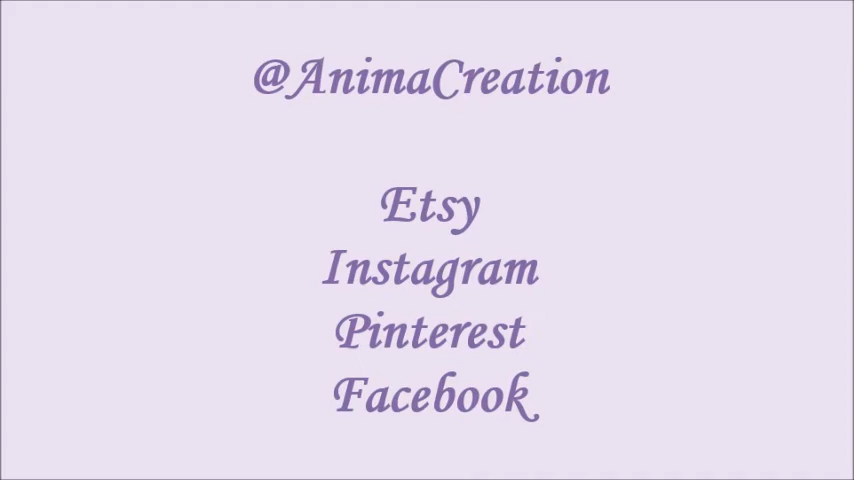 @AnimaCreation
Etsy
Instagram
Pinterest
Facebook